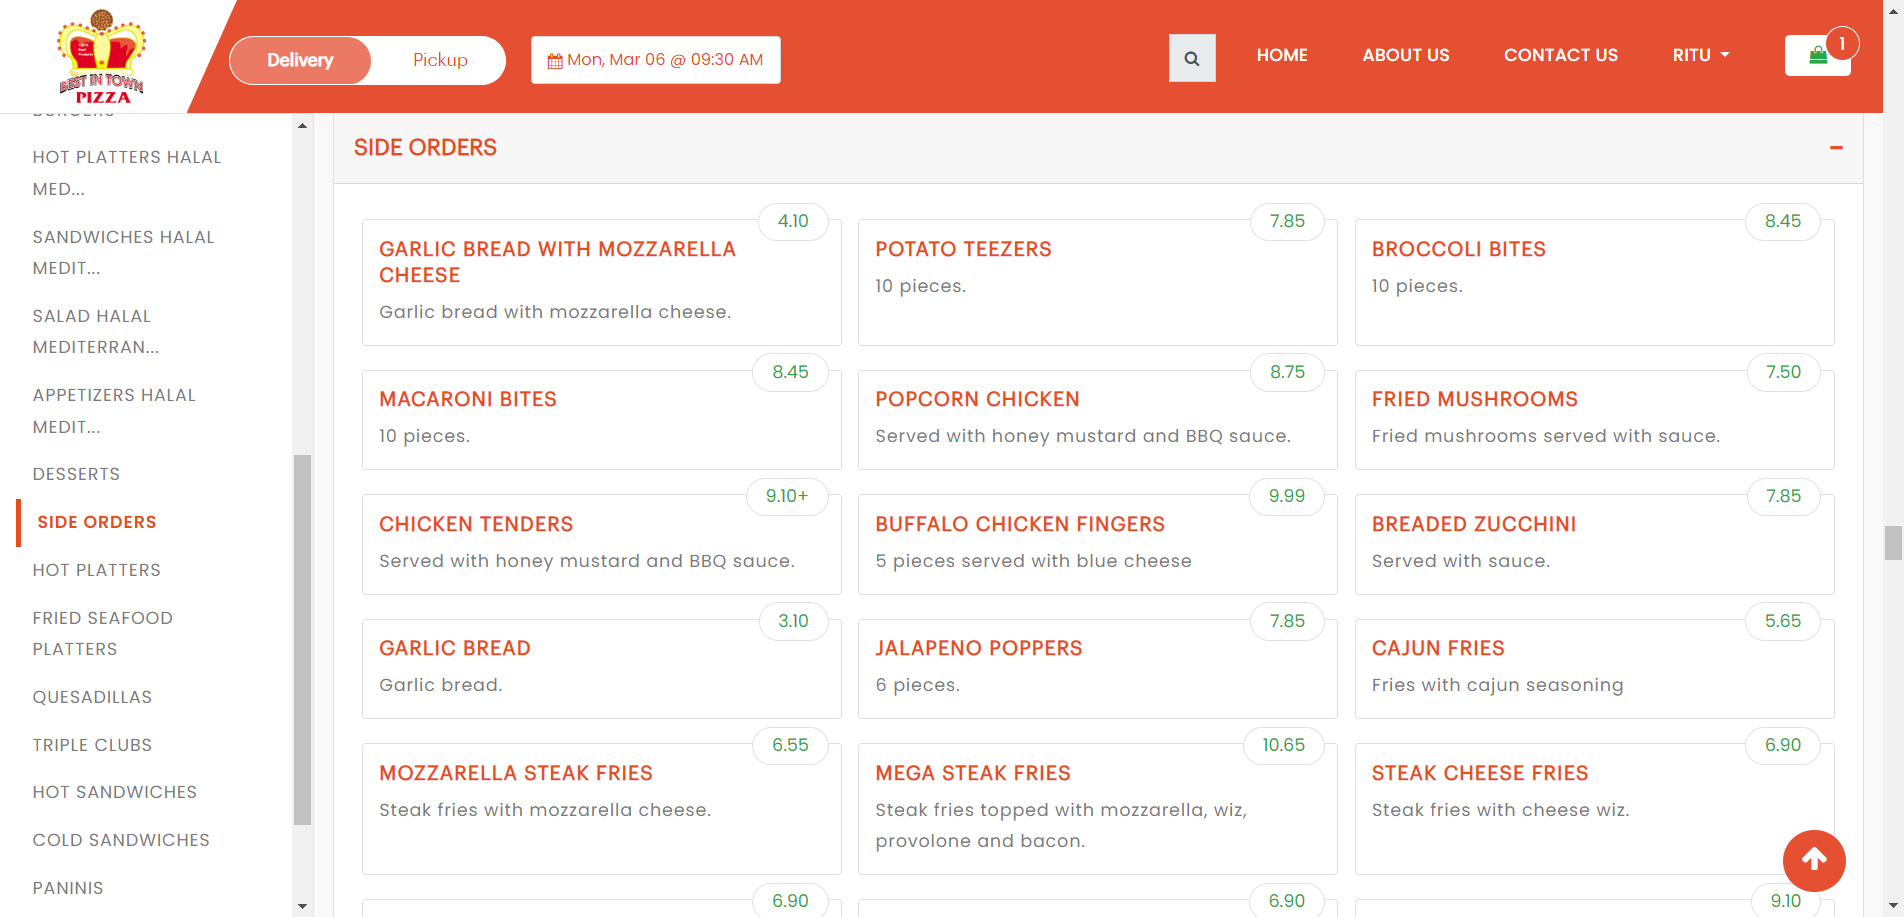 BEST IN TOWN
PIZZA
Delivery
Pickup
Mon, Mar 06 @ 09:30 AM
HOME
ABOUT US
CONTACT US
RITU
1
BURGERS
HOT PLATTERS HALAL
MED...
SANDWICHES HALAL
MEDIT...
SALAD HALAL
MEDITERRAN...
APPETIZERS HALAL
MEDIT...
DESSERTS
SIDE ORDERS
HOT PLATTERS
FRIED SEAFOOD
PLATTERS
QUESADILLAS
TRIPLE CLUBS
HOT SANDWICHES
COLD SANDWICHES
PANINIS
SIDE ORDERS
4.10
GARLIC BREAD WITH MOZZARELLA
CHEESE
Garlic bread with mozzarella cheese.
7.85
POTATO TEEZERS
10 pieces.
8.45
BROCCOLI BITES
10 pieces.
8.45
MACARONI BITES
10 pieces.
8.75
POPCORN CHICKEN
Served with honey mustard and BBQ sauce.
7.50
FRIED MUSHROOMS
Fried mushrooms served with sauce.
9.10+
CHICKEN TENDERS
Served with honey mustard and BBQ sauce.
9.99
BUFFALO CHICKEN FINGERS
5 pieces served with blue cheese
7.85
BREADED ZUCCHINI
Served with sauce.
3.10
GARLIC BREAD
Garlic bread.
7.85
JALAPENO POPPERS
6 pieces.
5.65
CAJUN FRIES
Fries with cajun seasoning
6.55
MOZZARELLA STEAK FRIES
Steak fries with mozzarella cheese.
10.65
MEGA STEAK FRIES
Steak fries topped with mozzarella, wiz,
provolone and bacon.
6.90
STEAK CHEESE FRIES
Steak fries with cheese wiz.
6.90
6.90
9.10